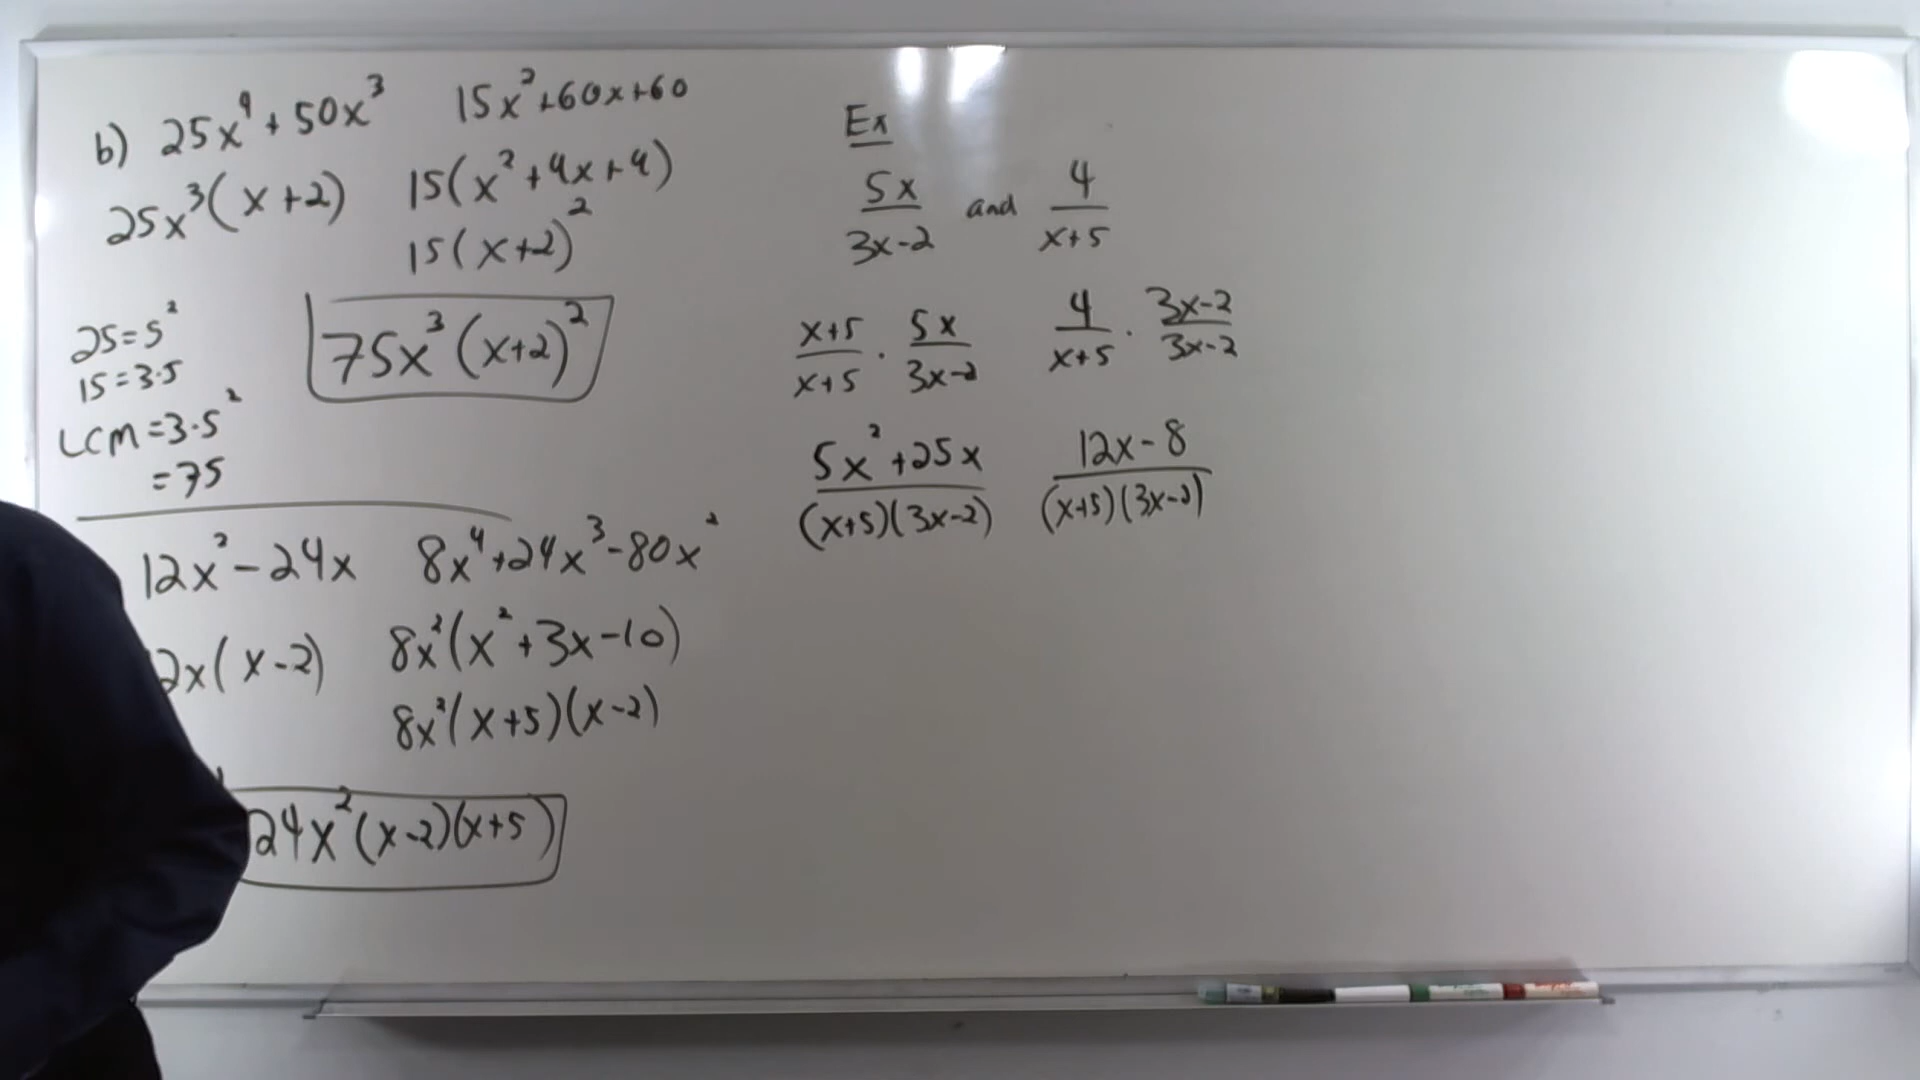 b) 25x⁴ + 50x³ 15x² + 60x + 60
25x³(x+2) 15(x² + 4x + 4)
15(x+2)²
25 = 5²
15 = 3·5
LCM = 3·5²
= 75
75x³(x+2)²
12x² - 24x 8x⁴ + 24x³ - 80x²
2x(x-2) 8x²(x² + 3x - 10)
8x²(x+5)(x-2)
24x²(x-2)(x+5)
Ex
5x/3x-2 and 4/x+5
x+5/x+5 · 5x/3x-2 4/x+5 · 3x-2/3x-2
5x² + 25x/(x+5)(3x-2) 12x - 8/(x+5)(3x-2)